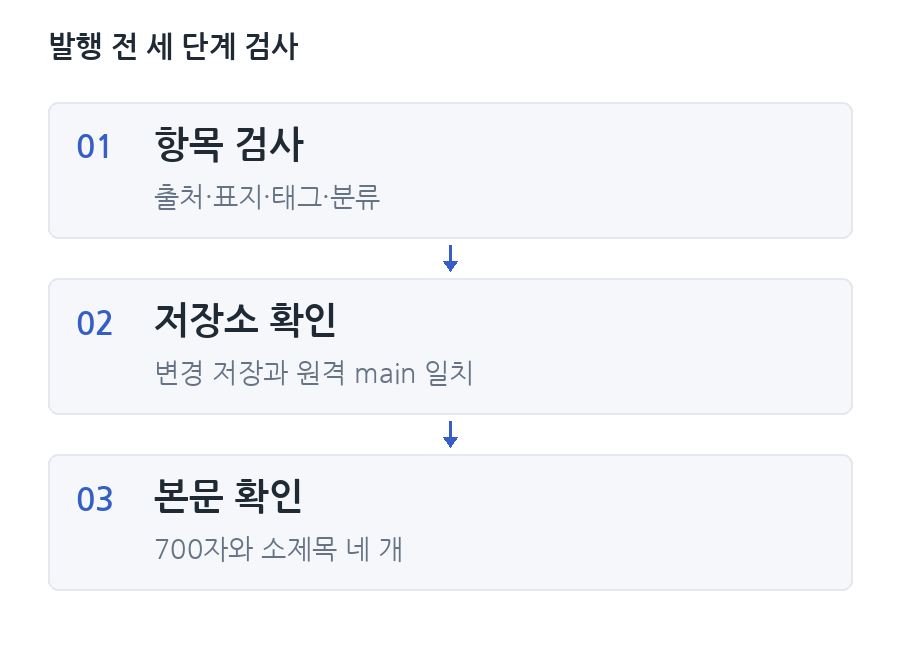 발행 전 세 단계 검사
01 항목 검사
출처·표지·태그·분류
02 저장소 확인
변경 저장과 원격 main 일치
03 본문 확인
700자와 소제목 네 개